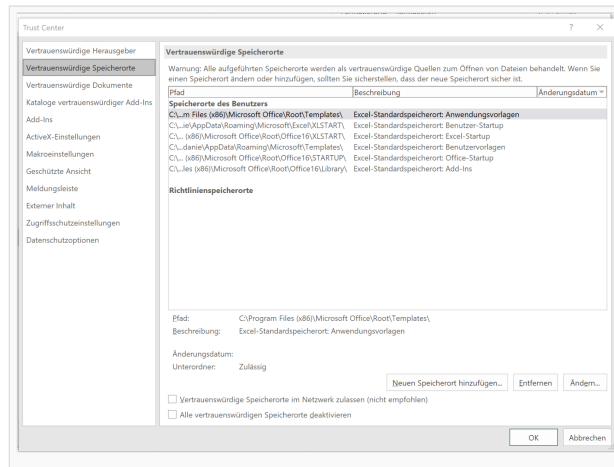 Trust Center
? ×
Vertrauenswürdige Herausgeber
Vertrauenswürdige Speicherorte
Vertrauenswürdige Dokumente
Kataloge vertrauenswürdiger Add-Ins
Add-Ins
ActiveX-Einstellungen
Makroeinstellungen
Geschützte Ansicht
Meldungsleiste
Externer Inhalt
Zugriffsschutzeinstellungen
Datenschutzoptionen
Vertrauenswürdige Speicherorte
Warnung: Alle aufgeführten Speicherorte werden als vertrauenswürdige Quellen zum Öffnen von Dateien behandelt. Wenn Sie
einen Speicherort ändern oder hinzufügen, sollten Sie sicherstellen, dass der neue Speicherort sicher ist.
Pfad Beschreibung Änderungsdatum
Speicherorte des Benutzers
C:\...m Files (x86)\Microsoft Office\Root\Templates\ Excel-Standardspeicherort: Anwendungsvorlagen
C:\...ie\AppData\Roaming\Microsoft\Excel\XLSTART\ Excel-Standardspeicherort: Benutzer-Startup
C:\... (x86)\Microsoft Office\Root\Office16\XLSTART\ Excel-Standardspeicherort: Excel-Startup
C:\...danie\AppData\Roaming\Microsoft\Templates\ Excel-Standardspeicherort: Benutzervorlagen
C:\... (x86)\Microsoft Office\Root\Office16\STARTUP\ Excel-Standardspeicherort: Office-Startup
C:\...les (x86)\Microsoft Office\Root\Office16\Library\ Excel-Standardspeicherort: Add-Ins
Richtlinienspeicherorte
Pfad: C:\Program Files (x86)\Microsoft Office\Root\Templates\
Beschreibung: Excel-Standardspeicherort: Anwendungsvorlagen
Änderungsdatum:
Unterordner: Zulässig
Neuen Speicherort hinzufügen... Entfernen Ändern...
Vertrauenswürdige Speicherorte im Netzwerk zulassen (nicht empfohlen)
Alle vertrauenswürdigen Speicherorte deaktivieren
OK Abbrechen